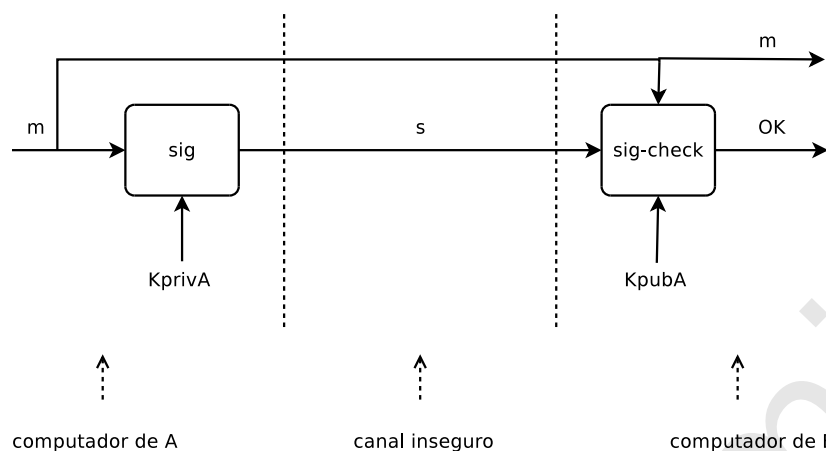 m
m
s
OK
sig
sig-check
KprivA
KpubA
computador de A
canal inseguro
computador de